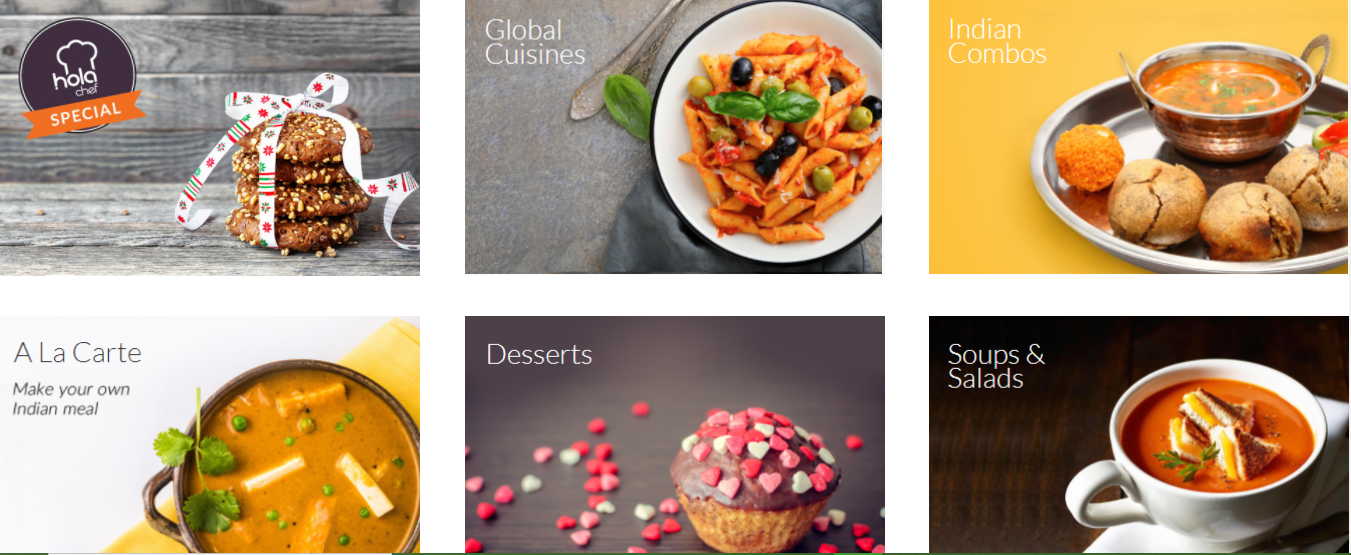 hola
chef
SPECIAL
Global
Cuisines
Indian
Combos
A La Carte
Make your own
Indian meal
Desserts
Soups &
Salads